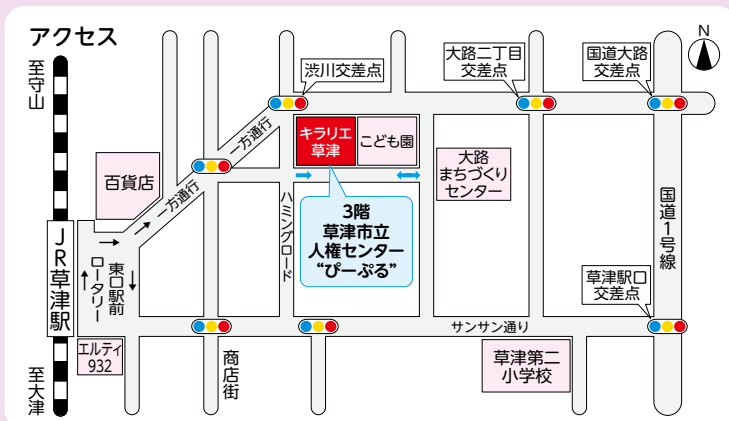 アクセス
N
至守山
渋川交差点
大路二丁目
交差点
国道大路
交差点
一方通行
一方通行
キラリエ
草津
こども園
百貨店
大路
まちづくり
センター
ハミングロード
3階
草津市立
人権センター
“ぴーぷる”
国道1号線
JR草津駅
東口駅前
ロータリー
草津駅口
交差点
サンサン通り
エルティ
932
商店街
草津第二
小学校
至大津